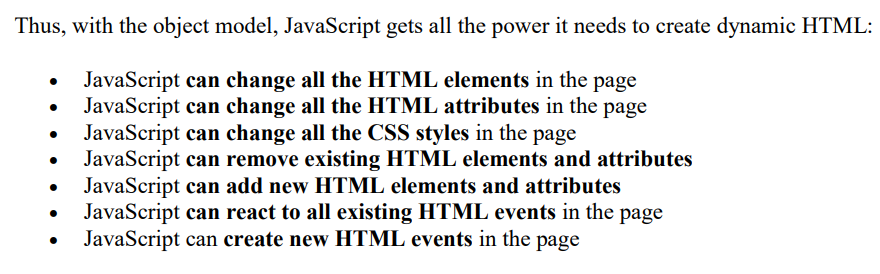 Thus, with the object model, JavaScript gets all the power it needs to create dynamic HTML:
• JavaScript can change all the HTML elements in the page
• JavaScript can change all the HTML attributes in the page
• JavaScript can change all the CSS styles in the page
• JavaScript can remove existing HTML elements and attributes
• JavaScript can add new HTML elements and attributes
• JavaScript can react to all existing HTML events in the page
• JavaScript can create new HTML events in the page